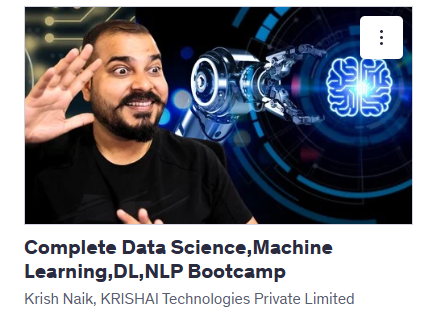 Complete Data Science,Machine
Learning,DL,NLP Bootcamp
Krish Naik, KRISHAI Technologies Private Limited